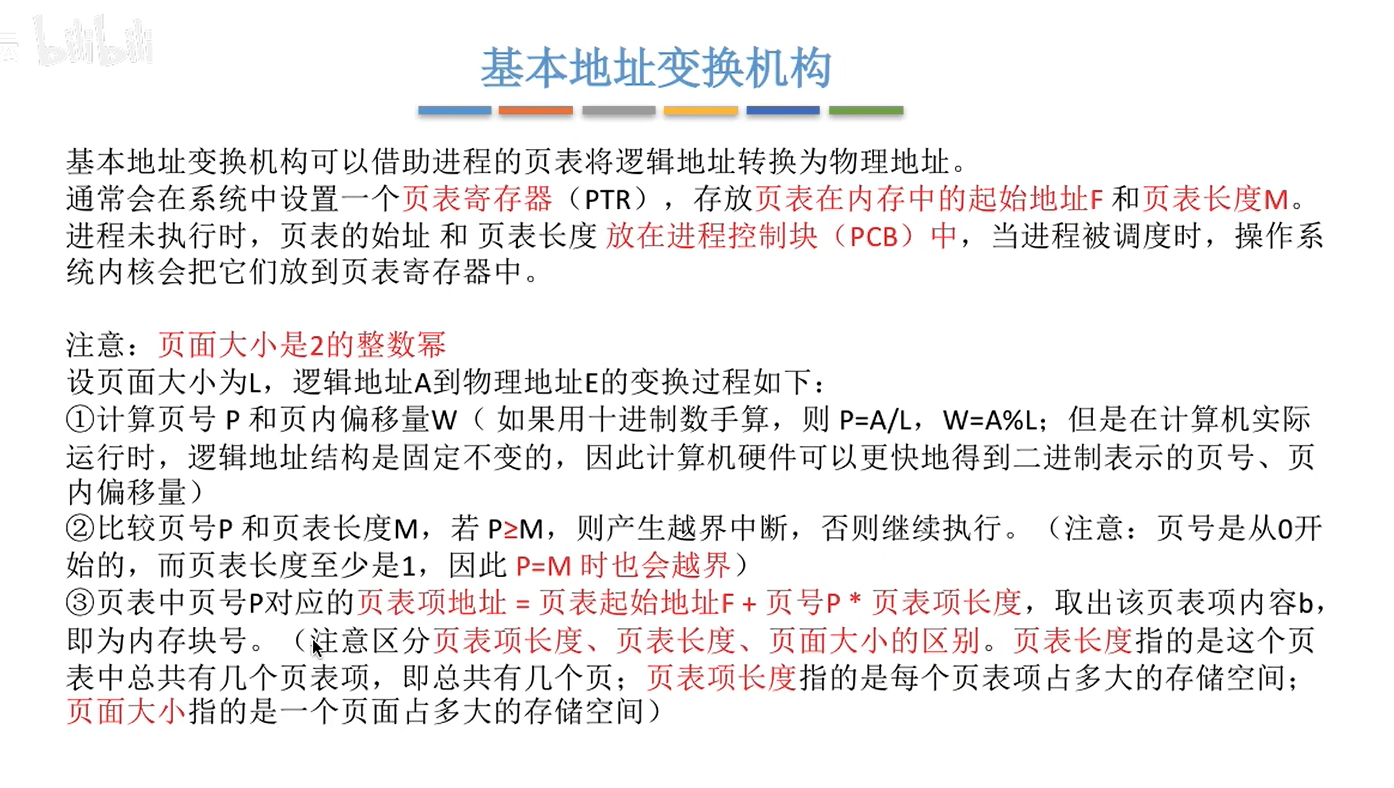 bilibili
基本地址变换机构
基本地址变换机构可以借助进程的页表将逻辑地址转换为物理地址。
通常会在系统中设置一个页表寄存器（PTR），存放页表在内存中的起始地址F 和页表长度M。
进程未执行时，页表的始址 和 页表长度 放在进程控制块（PCB）中，当进程被调度时，操作系
统内核会把它们放到页表寄存器中。
注意：页面大小是2的整数幂
设页面大小为L，逻辑地址A到物理地址E的变换过程如下：
①计算页号 P 和页内偏移量W（ 如果用十进制数手算，则 P=A/L，W=A%L；但是在计算机实际
运行时，逻辑地址结构是固定不变的，因此计算机硬件可以更快地得到二进制表示的页号、页
内偏移量）
②比较页号P 和页表长度M，若 P≥M，则产生越界中断，否则继续执行。（注意：页号是从0开
始的，而页表长度至少是1，因此 P=M 时也会越界）
③页表中页号P对应的页表项地址 = 页表起始地址F + 页号P * 页表项长度，取出该页表项内容b，
即为内存块号。（注意区分页表项长度、页表长度、页面大小的区别。页表长度指的是这个页
表中总共有几个页表项，即总共有几个页；页表项长度指的是每个页表项占多大的存储空间；
页面大小指的是一个页面占多大的存储空间）